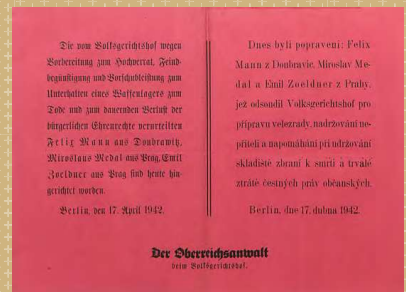 Die vom Volksgerichtshof wegen
Vorbereitung zum Hochverrat, Feind-
begünstigung und Vorschubleistung zum
Unterhalten eines Waffenlagers zum
Tode und zum dauernden Verlust der
bürgerlichen Ehrenrechte verurteilten
Felix Mann aus Doubrawitz,
Miroslaus Medal aus Prag, Emil
Zoeldner aus Prag sind heute hin-
gerichtet worden.
Berlin, den 17. April 1942.
Dnes byli popraveni: Felix
Mann z Doubravic, Miroslav Me-
dal a Emil Zoeldner z Prahy,
jež odsoudil Volksgerichtshof pro
přípravu velezrady, nadržování ne-
příteli a napomáhání při udržování
skladiště zbraní k smrti a trvalé
ztrátě čestných práv občanských.
Berlin, dne 17. dubna 1942.
Der Oberreichsanwalt
beim Volksgerichtshof.